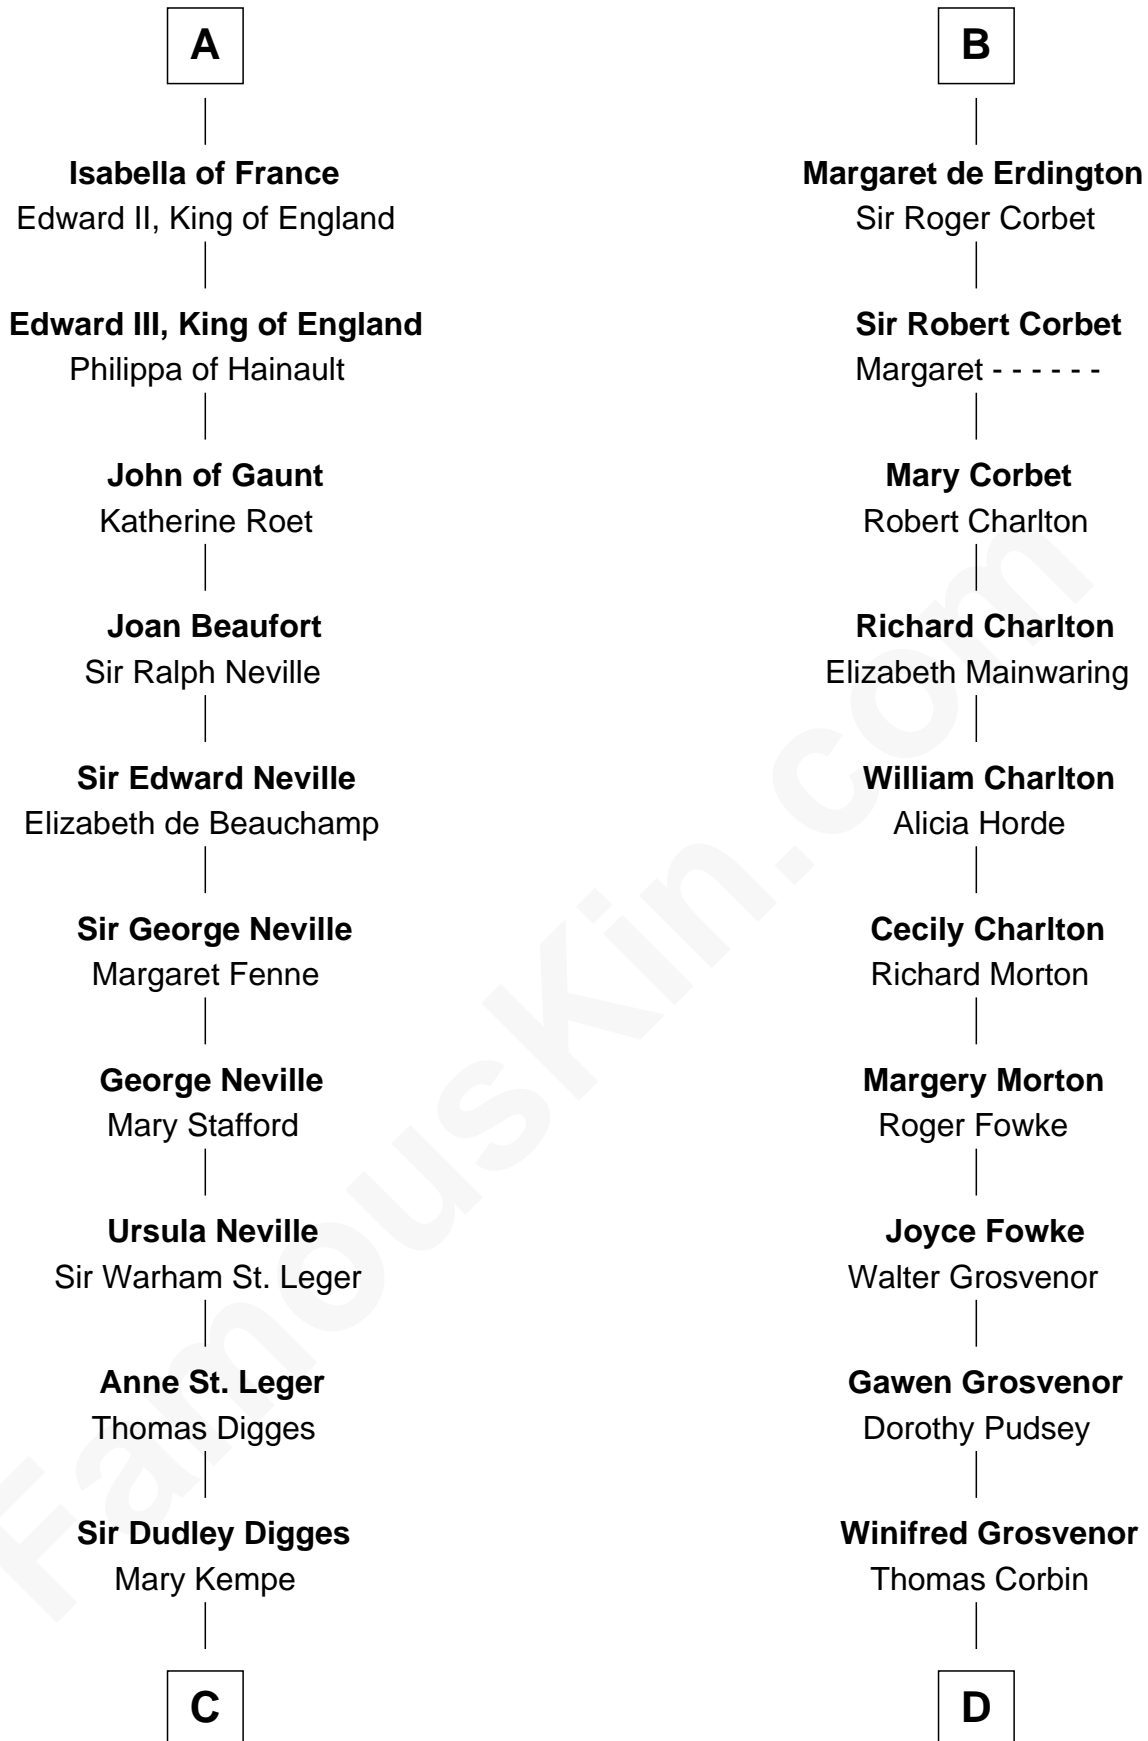 A
Isabella of France
Edward II, King of England
Edward III, King of England
Philippa of Hainault
John of Gaunt
Katherine Roet
Joan Beaufort
Sir Ralph Neville
Sir Edward Neville
Elizabeth de Beauchamp
Sir George Neville
Margaret Fenne
George Neville
Mary Stafford
Ursula Neville
Sir Warham St. Leger
Anne St. Leger
Thomas Digges
Sir Dudley Digges
Mary Kempe
C
B
Margaret de Erdington
Sir Roger Corbet
Sir Robert Corbet
Margaret - - - - - -
Mary Corbet
Robert Charlton
Richard Charlton
Elizabeth Mainwaring
William Charlton
Alicia Horde
Cecily Charlton
Richard Morton
Margery Morton
Roger Fowke
Joyce Fowke
Walter Grosvenor
Gawen Grosvenor
Dorothy Pudsey
Winifred Grosvenor
Thomas Corbin
D
FamousKin.com